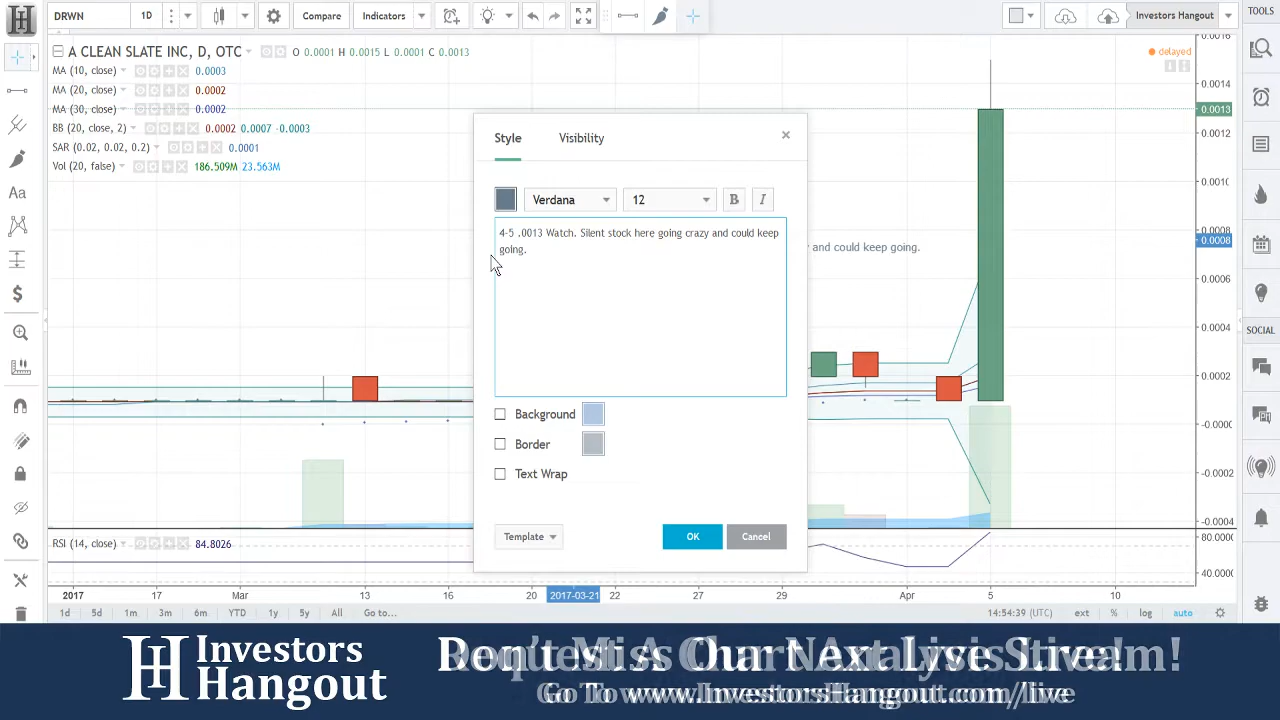 DRWN
1D
Compare
Indicators
Investors Hangout
TOOLS
A CLEAN SLATE INC, D, OTC
O 0.0001 H 0.0015 L 0.0001 C 0.0013
delayed
MA (10, close) 0.0003
MA (20, close) 0.0002
MA (30, close) 0.0002
BB (20, close, 2) 0.0002 0.0007 -0.0003
SAR (0.02, 0.02, 0.2) 0.0001
Vol (20, false) 186.509M 23.563M
Aa
Style
Visibility
Verdana
12
B
I
4-5 .0013 Watch. Silent stock here going crazy and could keep
going.
y and could keep going.
Background
Border
Text Wrap
Template
OK
Cancel
0.0016
0.0014
0.0013
0.0012
0.0010
0.0008
0.0006
0.0004
0.0002
-0.0000
-0.0002
-0.0004
80.0000
40.0000
SOCIAL
RSI (14, close) 84.8026
2017 17 Mar 13 16 20 2017-03-21 22 27 29 Apr 5 10
1d 5d 1m 3m 6m YTD 1y 5y All Go to...
14:54:39 (UTC) ext % log auto
H
Investors
Hangout
Go To www.InvestorsHangout.com/live